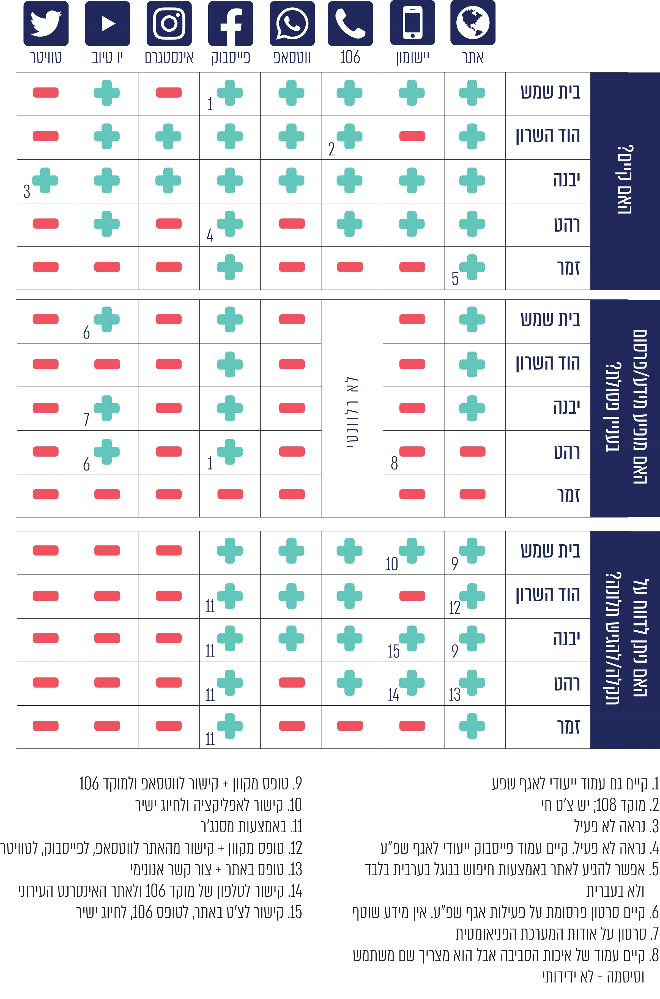 אתר
יישומון
106
ווטסאפ
פייסבוק
אינסטגרם
יו טיוב
טוויטר
האם קיים?
בית שמש
1
הוד השרון
2
יבנה
3
רהט
4
זמר
5
האם מופיע מידע/פרסום
בעניין פסולת?
לא רלוונטי
בית שמש
6
הוד השרון
יבנה
7
רהט
8 1 6
זמר
האם ניתן לדווח על
תקלה/להגיש תלונה?
בית שמש
9 10
הוד השרון
12 11
יבנה
9 15 11
רהט
13 14 11
זמר
11
1. קיים גם עמוד ייעודי לאגף שפע
2. מוקד 108; יש צ'ט חי
3. נראה לא פעיל
4. נראה לא פעיל. קיים עמוד פייסבוק ייעודי לאגף שפ"ע
5. אפשר להגיע לאתר באמצעות חיפוש בגוגל בערבית בלבד
ולא בעברית
6. קיים סרטון פרסומת על פעילות אגף שפ"ע. אין מידע שוטף
7. סרטון על אודות המערכת הפניאומטית
8. קיים עמוד של איכות הסביבה אבל הוא מצריך שם משתמש
וסיסמה - לא ידידותי
9. טופס מקוון + קישור לווטסאפ ולמוקד 106
10. קישור לאפליקציה ולחיוג ישיר
11. באמצעות מסנג'ר
12. טופס מקוון + קישור מהאתר לווטסאפ, לפייסבוק, לטוויטר
13. טופס באתר + צור קשר אנונימי
14. קישור לטלפון של מוקד 106 ולאתר האינטרנט העירוני
15. קישור לצ'ט באתר, לטופס 106, לחיוג ישיר